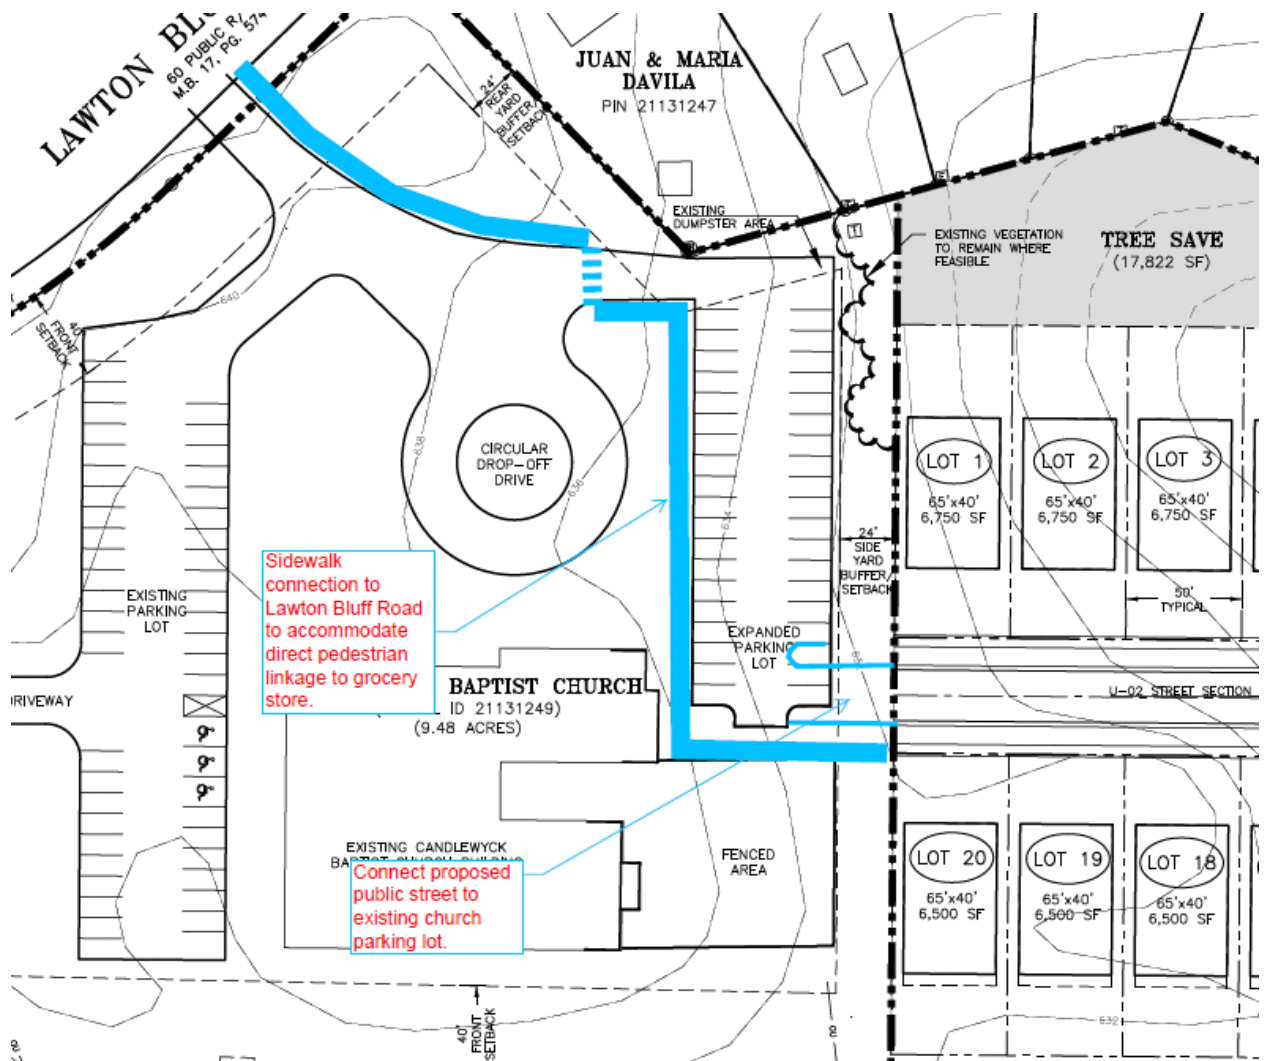 LAWTON BL
60 PUBLIC R/
M.B. 17, PG. 574
JUAN & MARIA
DAVILA
PIN 21131247
24'
REAR
YARD
BUFFER/
SETBACK
EXISTING
DUMPSTER AREA
EXISTING VEGETATION
TO REMAIN WHERE
FEASIBLE
TREE SAVE
(17,822 SF)
40'
FRONT
SETBACK
640
638
636
634
CIRCULAR
DROP-OFF
DRIVE
LOT 1
65'x40'
6,750 SF
LOT 2
65'x40'
6,750 SF
LOT 3
65'x40'
6,750 SF
24'
SIDE
YARD
BUFFER/
SETBACK
50'
TYPICAL
Sidewalk
connection to
Lawton Bluff Road
to accommodate
direct pedestrian
linkage to grocery
store.
EXISTING
PARKING
LOT
EXPANDED
PARKING
LOT
DRIVEWAY
BAPTIST CHURCH
ID 21131249)
(9.48 ACRES)
U-02 STREET SECTION
EXISTING CANDLEWYCK
BAPTIST CHURCH BUILDING
Connect proposed
public street to
existing church
parking lot.
FENCED
AREA
LOT 20
65'x40'
6,500 SF
LOT 19
65'x40'
6,500 SF
LOT 18
65'x40'
6,500 SF
40'
FRONT
SETBACK
632